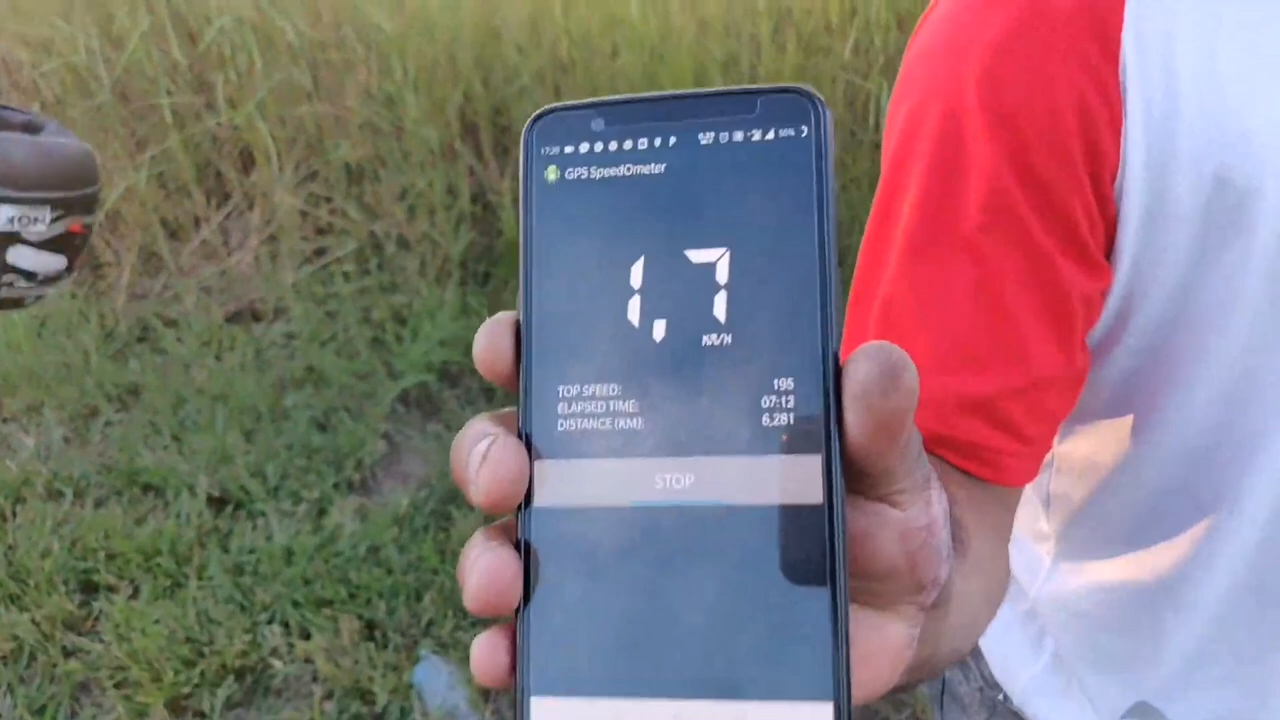 GPS SpeedOmeter
1,7
KM/H
TOP SPEED: 195
ELAPSED TIME: 07:12
DISTANCE (KM): 6,281
STOP